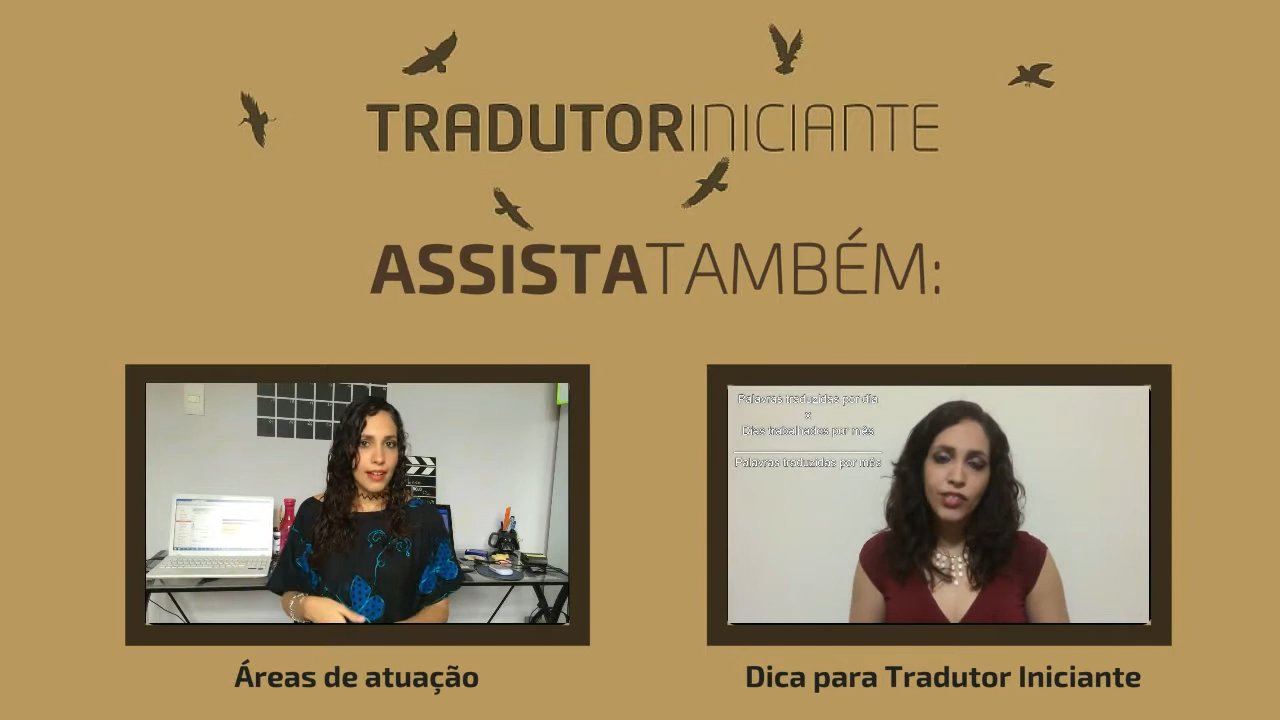 TRADUTORINICIANTE
ASSISTATAMBÉM:
Palavras traduzidas por dia
x
Dias trabalhados por mês
Palavras traduzidas por mês
Áreas de atuação
Dica para Tradutor Iniciante